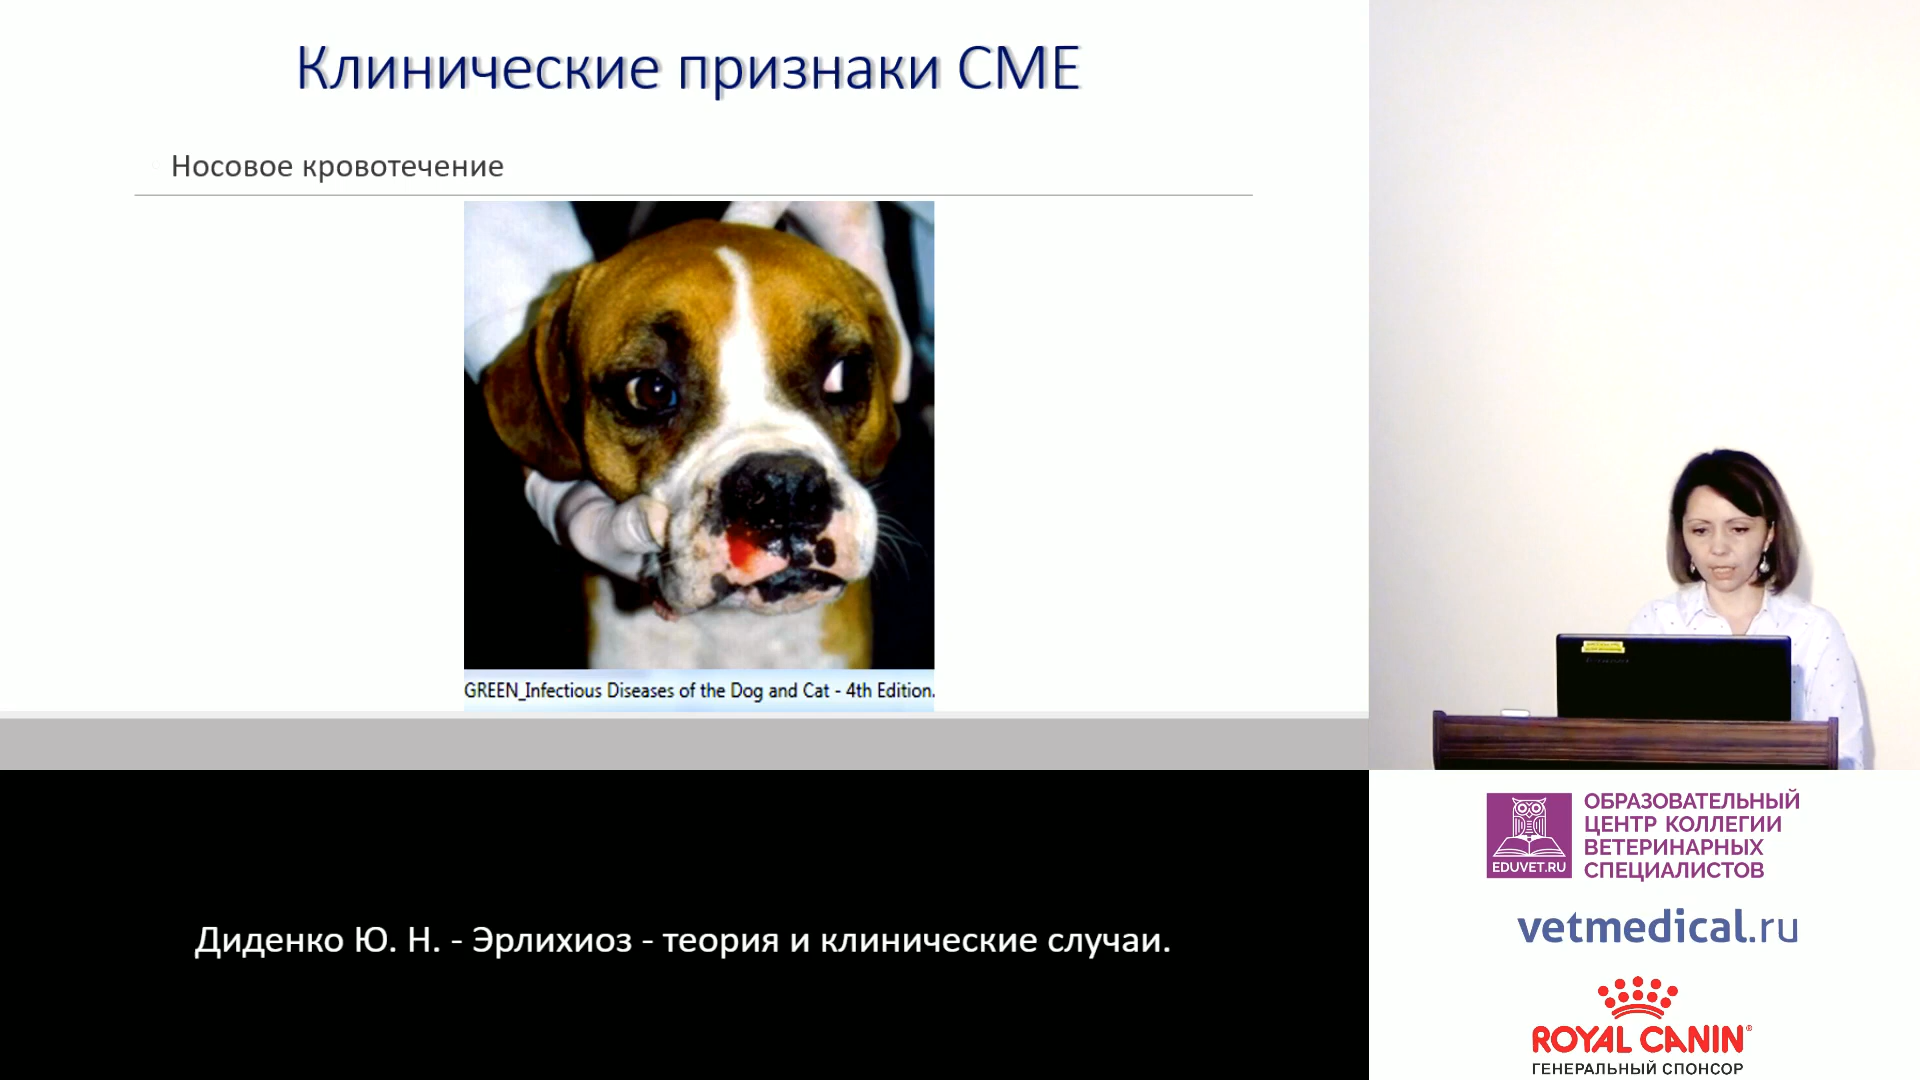 Клинические признаки CME
Носовое кровотечение
GREEN_Infectious Diseases of the Dog and Cat - 4th Edition.
Диденко Ю. Н. - Эрлихиоз - теория и клинические случаи.
EDUVET.RU
ОБРАЗОВАТЕЛЬНЫЙ
ЦЕНТР КОЛЛЕГИИ
ВЕТЕРИНАРНЫХ
СПЕЦИАЛИСТОВ
vetmedical.ru
ROYAL CANIN®
ГЕНЕРАЛЬНЫЙ СПОНСОР